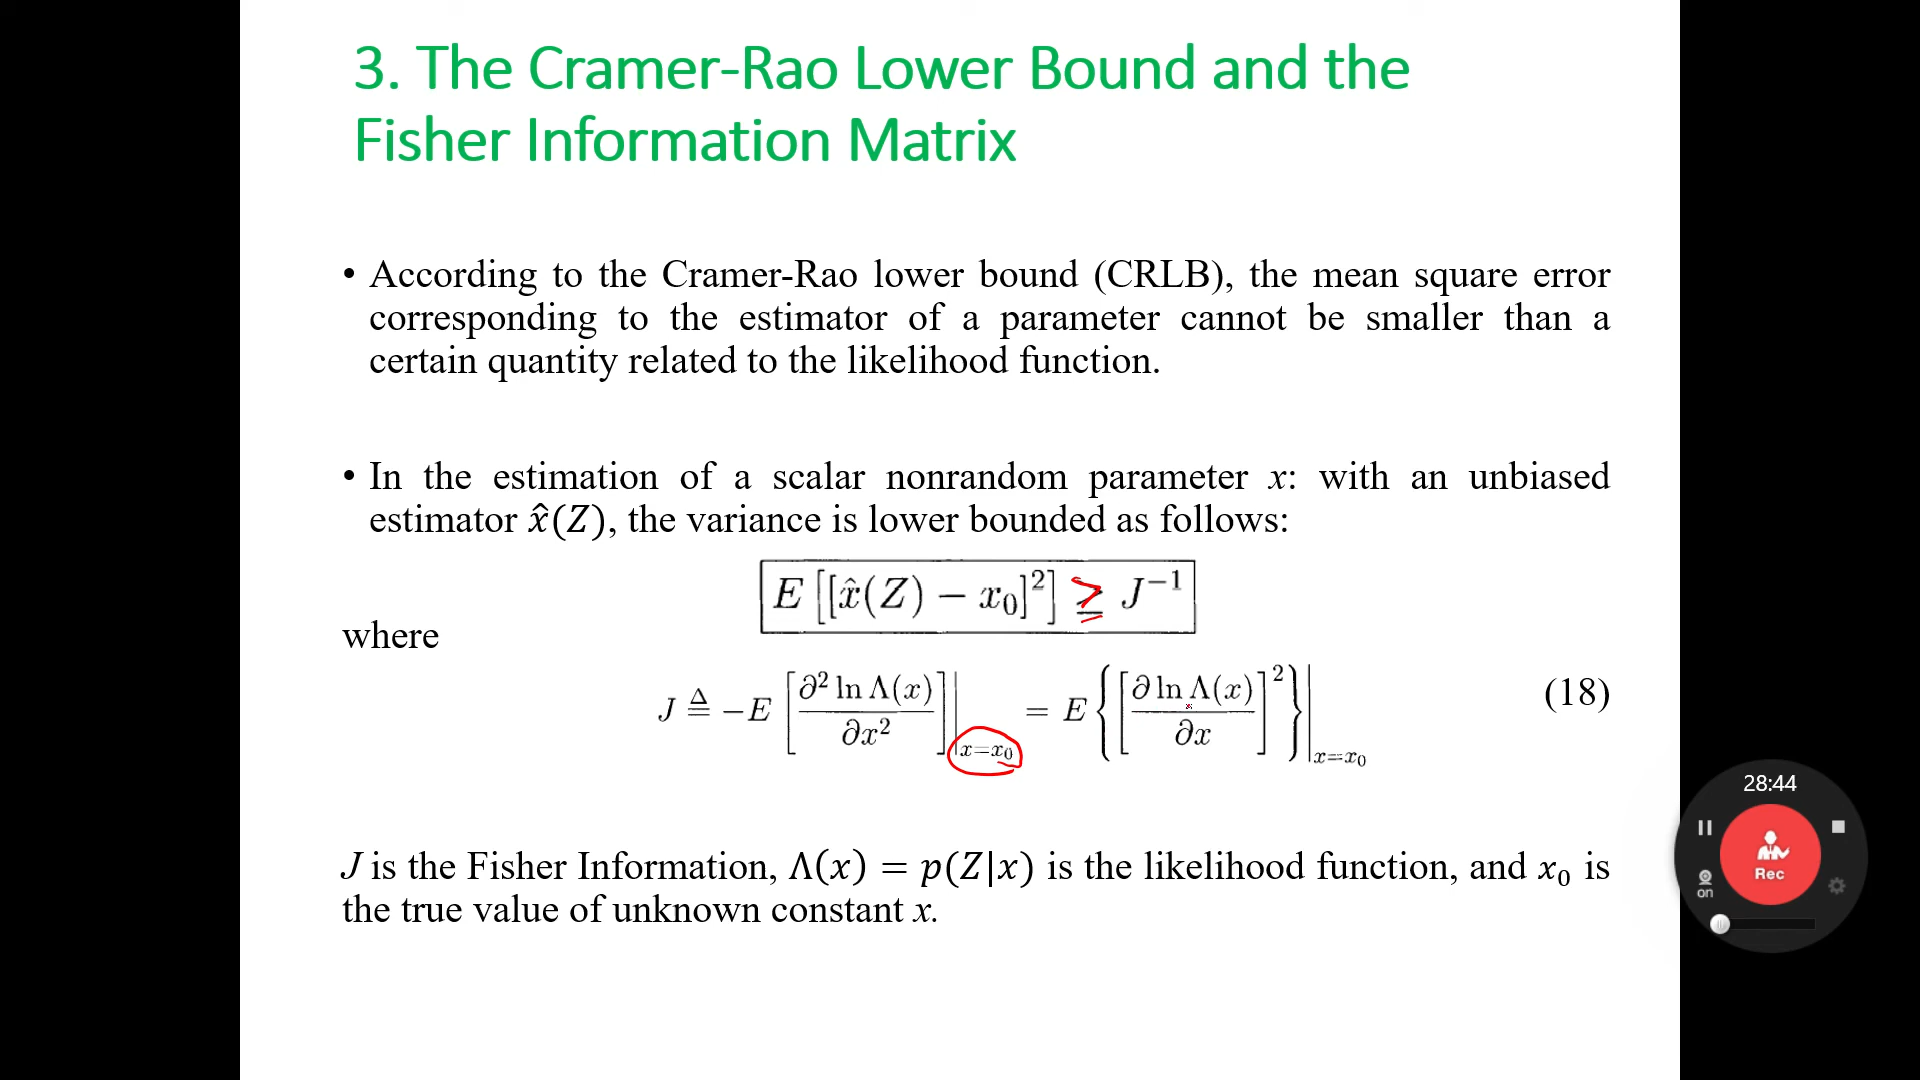 3. The Cramer-Rao Lower Bound and the
Fisher Information Matrix
• According to the Cramer-Rao lower bound (CRLB), the mean square error
corresponding to the estimator of a parameter cannot be smaller than a
certain quantity related to the likelihood function.
• In the estimation of a scalar nonrandom parameter x: with an unbiased
estimator x̂(Z), the variance is lower bounded as follows:
E [[x̂(Z) − x₀]²] ≥ J⁻¹
where
J ≜ −E [∂² ln Λ(x) / ∂x²]|ₓ₌ₓ₀ = E {[∂ ln Λ(x) / ∂x]²}|ₓ₌ₓ₀ (18)
J is the Fisher Information, Λ(x) = p(Z|x) is the likelihood function, and x₀ is
the true value of unknown constant x.
28:44
Rec
on